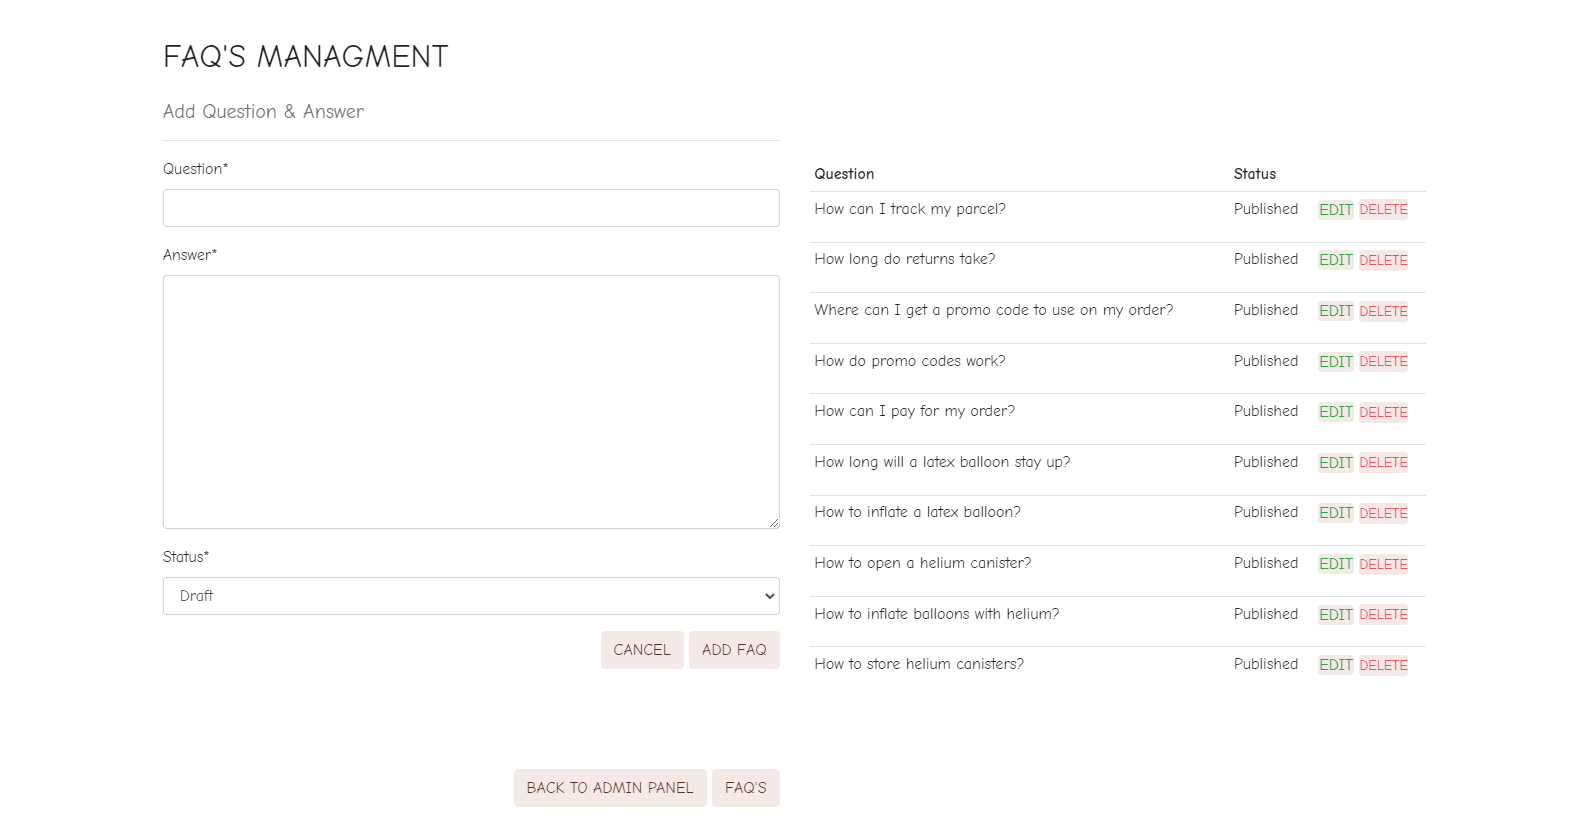 FAQ'S MANAGMENT
Add Question & Answer
Question*
Answer*
Status*
Draft
CANCEL ADD FAQ
BACK TO ADMIN PANEL FAQ'S
Question Status
How can I track my parcel? Published EDIT DELETE
How long do returns take? Published EDIT DELETE
Where can I get a promo code to use on my order? Published EDIT DELETE
How do promo codes work? Published EDIT DELETE
How can I pay for my order? Published EDIT DELETE
How long will a latex balloon stay up? Published EDIT DELETE
How to inflate a latex balloon? Published EDIT DELETE
How to open a helium canister? Published EDIT DELETE
How to inflate balloons with helium? Published EDIT DELETE
How to store helium canisters? Published EDIT DELETE